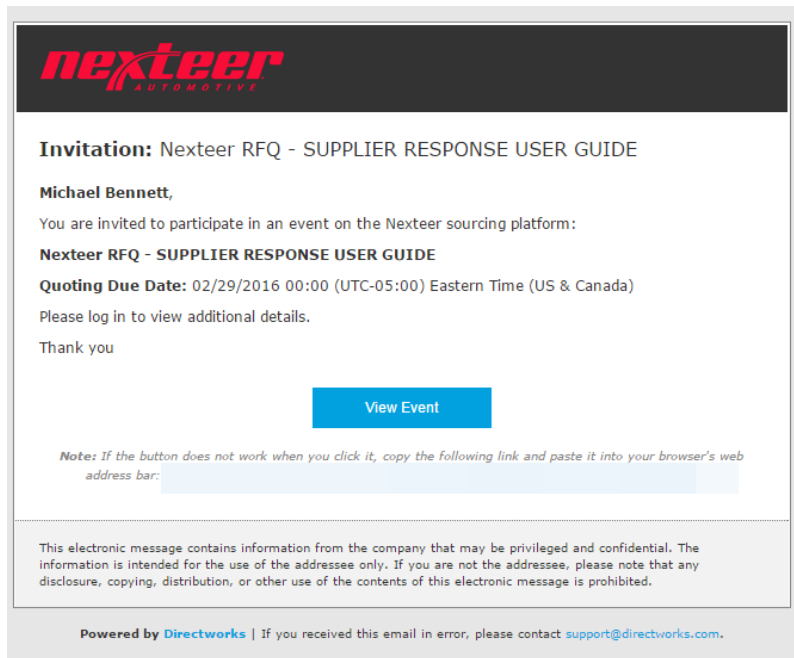 nexteer
AUTOMOTIVE
Invitation: Nexteer RFQ - SUPPLIER RESPONSE USER GUIDE
Michael Bennett,
You are invited to participate in an event on the Nexteer sourcing platform:
Nexteer RFQ - SUPPLIER RESPONSE USER GUIDE
Quoting Due Date: 02/29/2016 00:00 (UTC-05:00) Eastern Time (US & Canada)
Please log in to view additional details.
Thank you
View Event
Note: If the button does not work when you click it, copy the following link and paste it into your browser's web
address bar:
This electronic message contains information from the company that may be privileged and confidential. The
information is intended for the use of the addressee only. If you are not the addressee, please note that any
disclosure, copying, distribution, or other use of the contents of this electronic message is prohibited.
Powered by Directworks | If you received this email in error, please contact support@directworks.com.